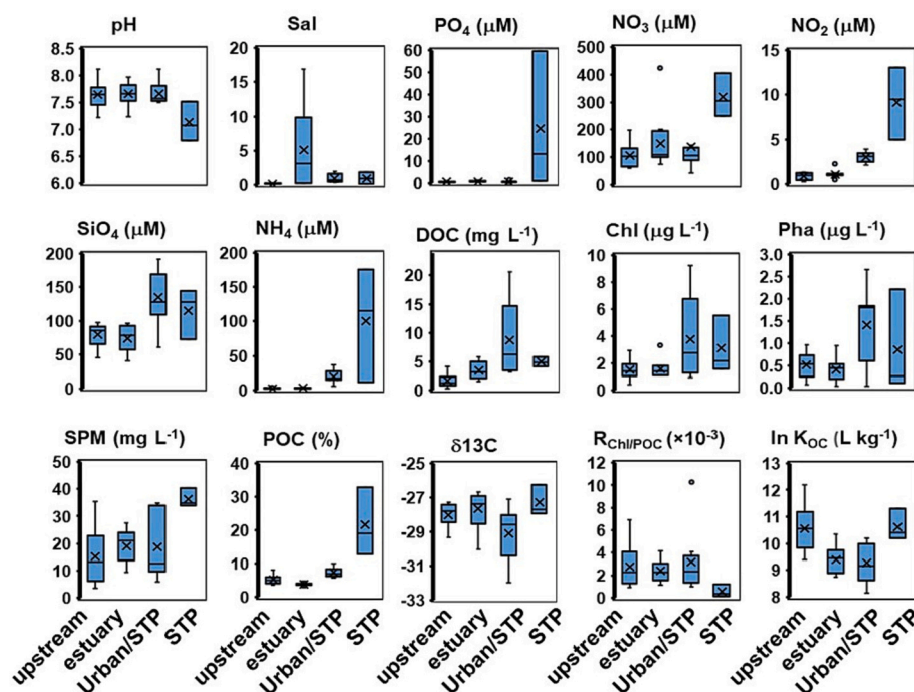 pH Sal PO₄ (µM) NO₃ (µM) NO₂ (µM)
8.5 8.0 7.5 7.0 6.5 6.0
20 15 10 5 0
60 50 40 30 20 10 0
500 400 300 200 100 0
15 10 5 0
SiO₄ (µM) NH₄ (µM) DOC (mg L⁻¹) Chl (µg L⁻¹) Pha (µg L⁻¹)
200 150 100 50 0
200 150 100 50 0
25 20 15 10 5 0
10 8 6 4 2 0
3.0 2.5 2.0 1.5 1.0 0.5 0.0
SPM (mg L⁻¹) POC (%) δ13C R_Chl/POC (×10⁻³) ln K_OC (L kg⁻¹)
50 40 30 20 10 0
40 30 20 10 0
-25 -27 -29 -31 -33
12 10 8 6 4 2 0
13 12 11 10 9 8
upstream estuary Urban/STP STP
upstream estuary Urban/STP STP
upstream estuary Urban/STP STP
upstream estuary Urban/STP STP
upstream estuary Urban/STP STP